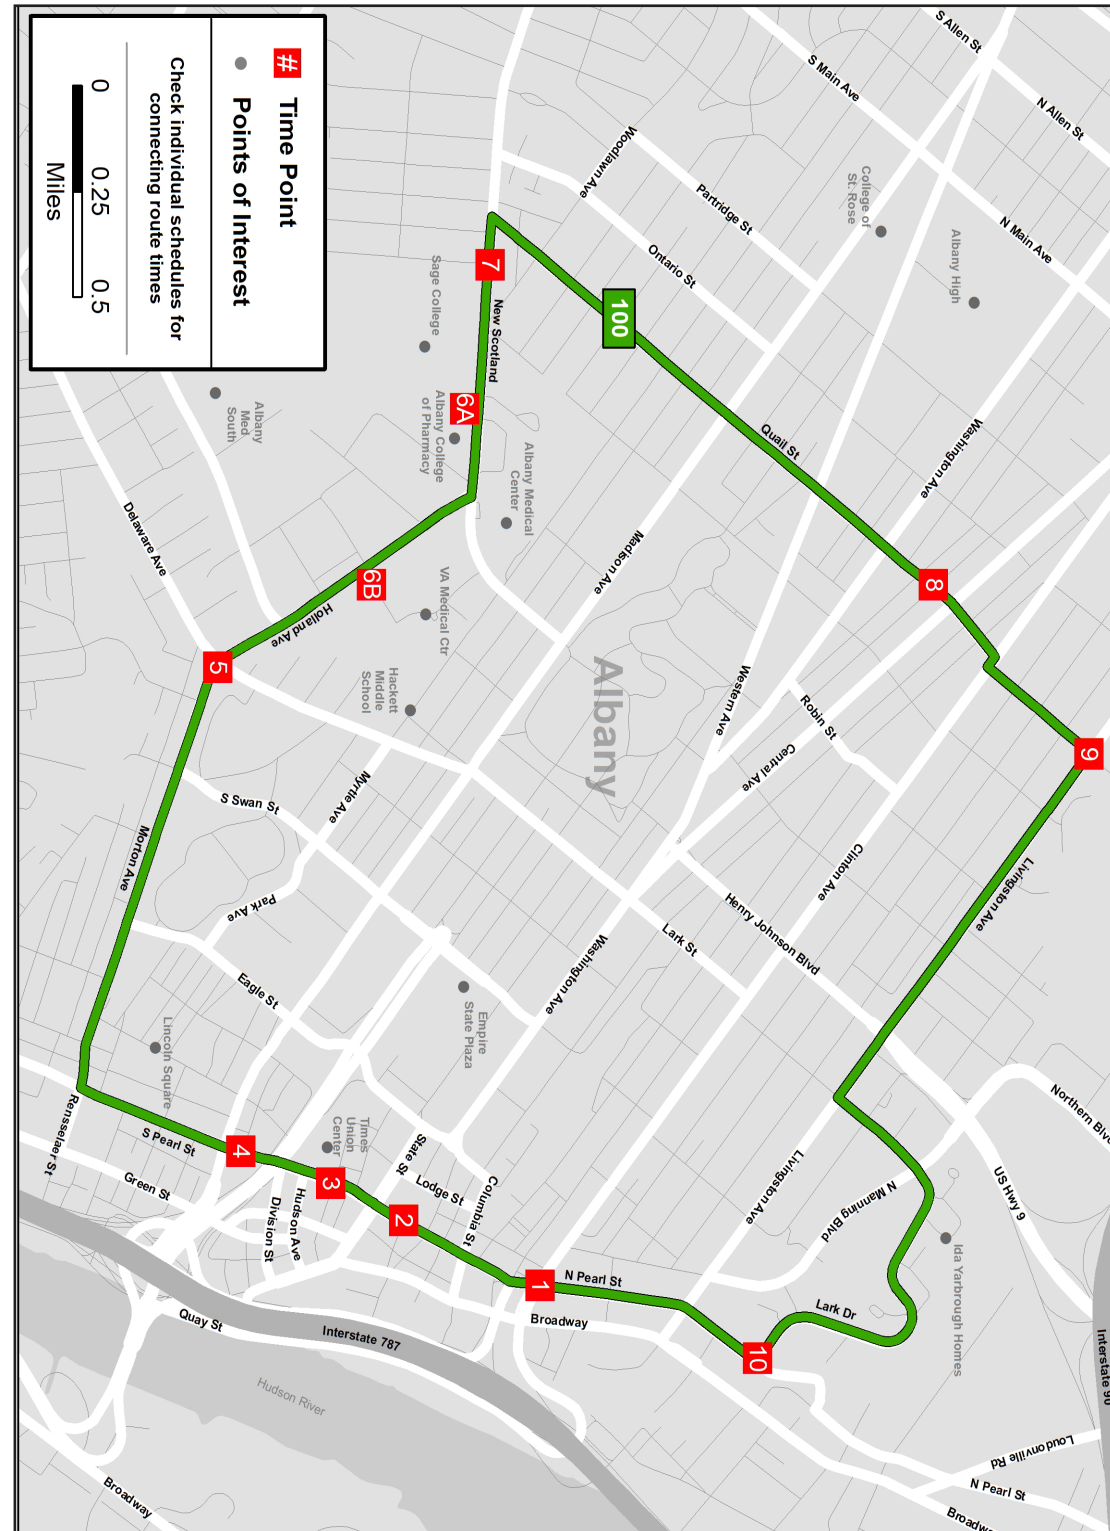 # Time Point
Points of Interest
Check individual schedules for
connecting route times
0 0.25 0.5
Miles
S Allen St
N Allen St
S Main Ave
N Main Ave
Woodlawn Ave
Partridge St
Ontario St
College of
St. Rose
Albany High
Washington Ave
Sage College
7
New Scotland
100
Quail St
6A
Albany College
of Pharmacy
Albany Medical
Center
Albany
Med
South
Delaware Ave
6B
VA Medical Ctr
Holland Ave
Hackett
Middle
School
5
Madison Ave
Albany
Western Ave
Central Ave
Robin St
8
9
Livingston Ave
Clinton Ave
Henry Johnson Blvd
Lark St
Washington Ave
Myrtle Ave
S Swan St
Morton Ave
Park Ave
Eagle St
Empire
State Plaza
Lincoln Square
Times
Union
Center
S Pearl St
4
3
2
1
Rensselaer St
Green St
Division St
Hudson Ave
State St
Lodge St
Columbia St
N Pearl St
Broadway
Livingston Ave
N Manning Blvd
Northern Blv
US Hwy 9
Ida Yarbrough Homes
Lark Dr
10
Interstate 90
Loudonville Rd
N Pearl St
Broadw
Quay St
Interstate 787
Hudson River
Broadway